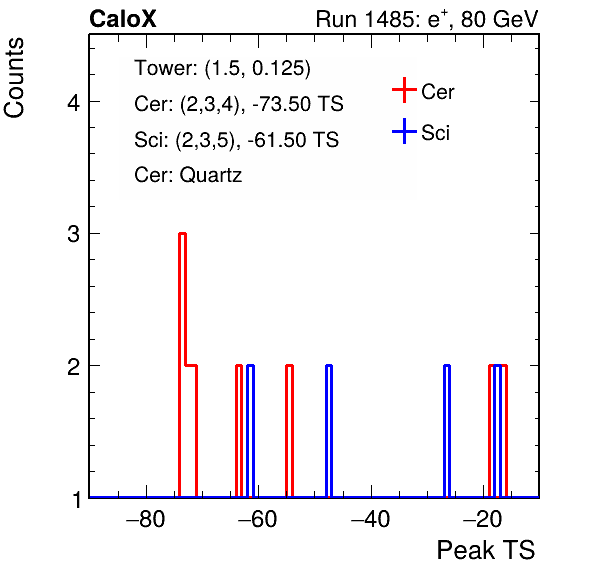 CaloX
Run 1485: e+, 80 GeV
Counts
Tower: (1.5, 0.125)
Cer: (2,3,4), -73.50 TS
Sci: (2,3,5), -61.50 TS
Cer: Quartz
Cer
Sci
4
3
2
1
−80
−60
−40
−20
Peak TS